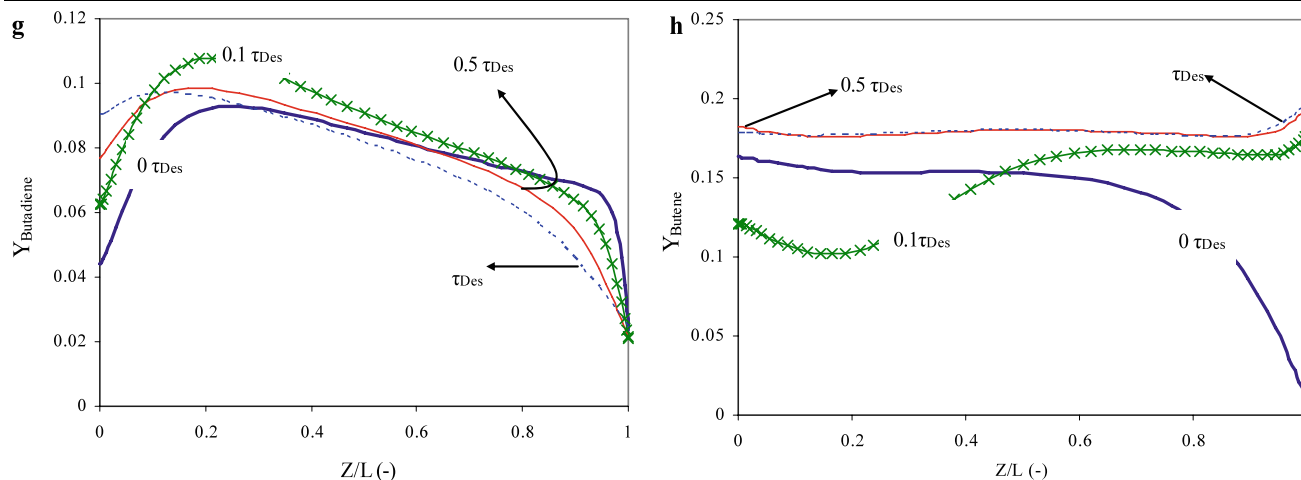 g
0.12
0.1
0.08
0.06
0.04
0.02
0
0
0.2
0.4
0.6
0.8
1
Y Butadiene
Z/L (-)
0.1 τDes
0.5 τDes
0 τDes
τDes
h
0.25
0.2
0.15
0.1
0.05
0
0
0.2
0.4
0.6
0.8
YButene
Z/L (-)
0.5 τDes
τDes
0.1τDes
0 τDes